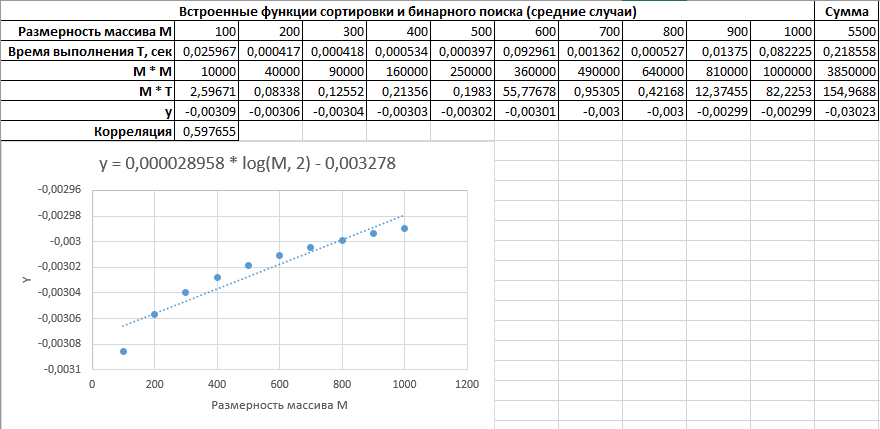 Встроенные функции сортировки и бинарного поиска (средние случаи) Сумма
Размерность массива M 100 200 300 400 500 600 700 800 900 1000 5500
Время выполнения T, сек 0,025967 0,000417 0,000418 0,000534 0,000397 0,092961 0,001362 0,000527 0,01375 0,082225 0,218558
M * M 10000 40000 90000 160000 250000 360000 490000 640000 810000 1000000 3850000
M * T 2,59671 0,08338 0,12552 0,21356 0,1983 55,77678 0,95305 0,42168 12,37455 82,2253 154,9688
y -0,00309 -0,00306 -0,00304 -0,00303 -0,00302 -0,00301 -0,003 -0,003 -0,00299 -0,00299 -0,03023
Корреляция 0,597655
y = 0,000028958 * log(M, 2) - 0,003278
-0,00296
-0,00298
-0,003
-0,00302
-0,00304
-0,00306
-0,00308
-0,0031
Y
0 200 400 600 800 1000 1200
Размерность массива M